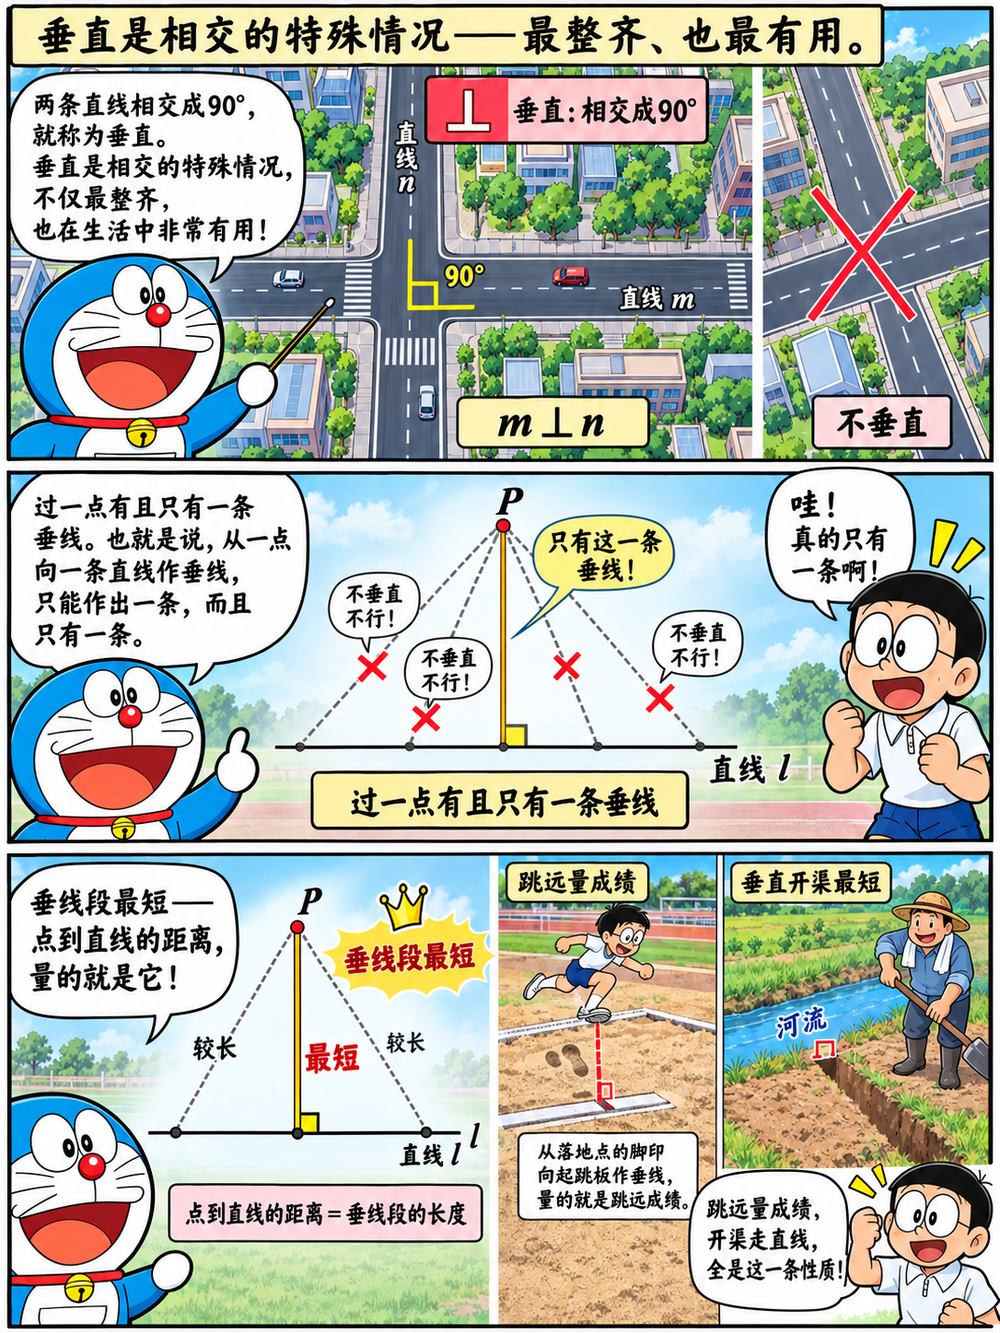 垂直是相交的特殊情况——最整齐、也最有用。
两条直线相交成90°,
就称为垂直。
垂直是相交的特殊情况,
不仅最整齐,
也在生活中非常有用!
直线n
⊥ 垂直:相交成90°
90°
直线 m
m⊥n
不垂直
过一点有且只有一条
垂线。也就是说,从一点
向一条直线作垂线,
只能作出一条,而且
只有一条。
P
只有这一条
垂线!
不垂直
不行!
不垂直
不行!
不垂直
不行!
直线 l
过一点有且只有一条垂线
哇!
真的只有
一条啊!
垂线段最短——
点到直线的距离,
量的就是它!
P
垂线段最短
较长
最短
较长
直线 l
l
点到直线的距离=垂线段的长度
跳远量成绩
从落地点的脚印
向起跳板作垂线,
量的就是跳远成绩。
垂直开渠最短
河流
跳远量成绩,
开渠走直线,
全是这一条性质!